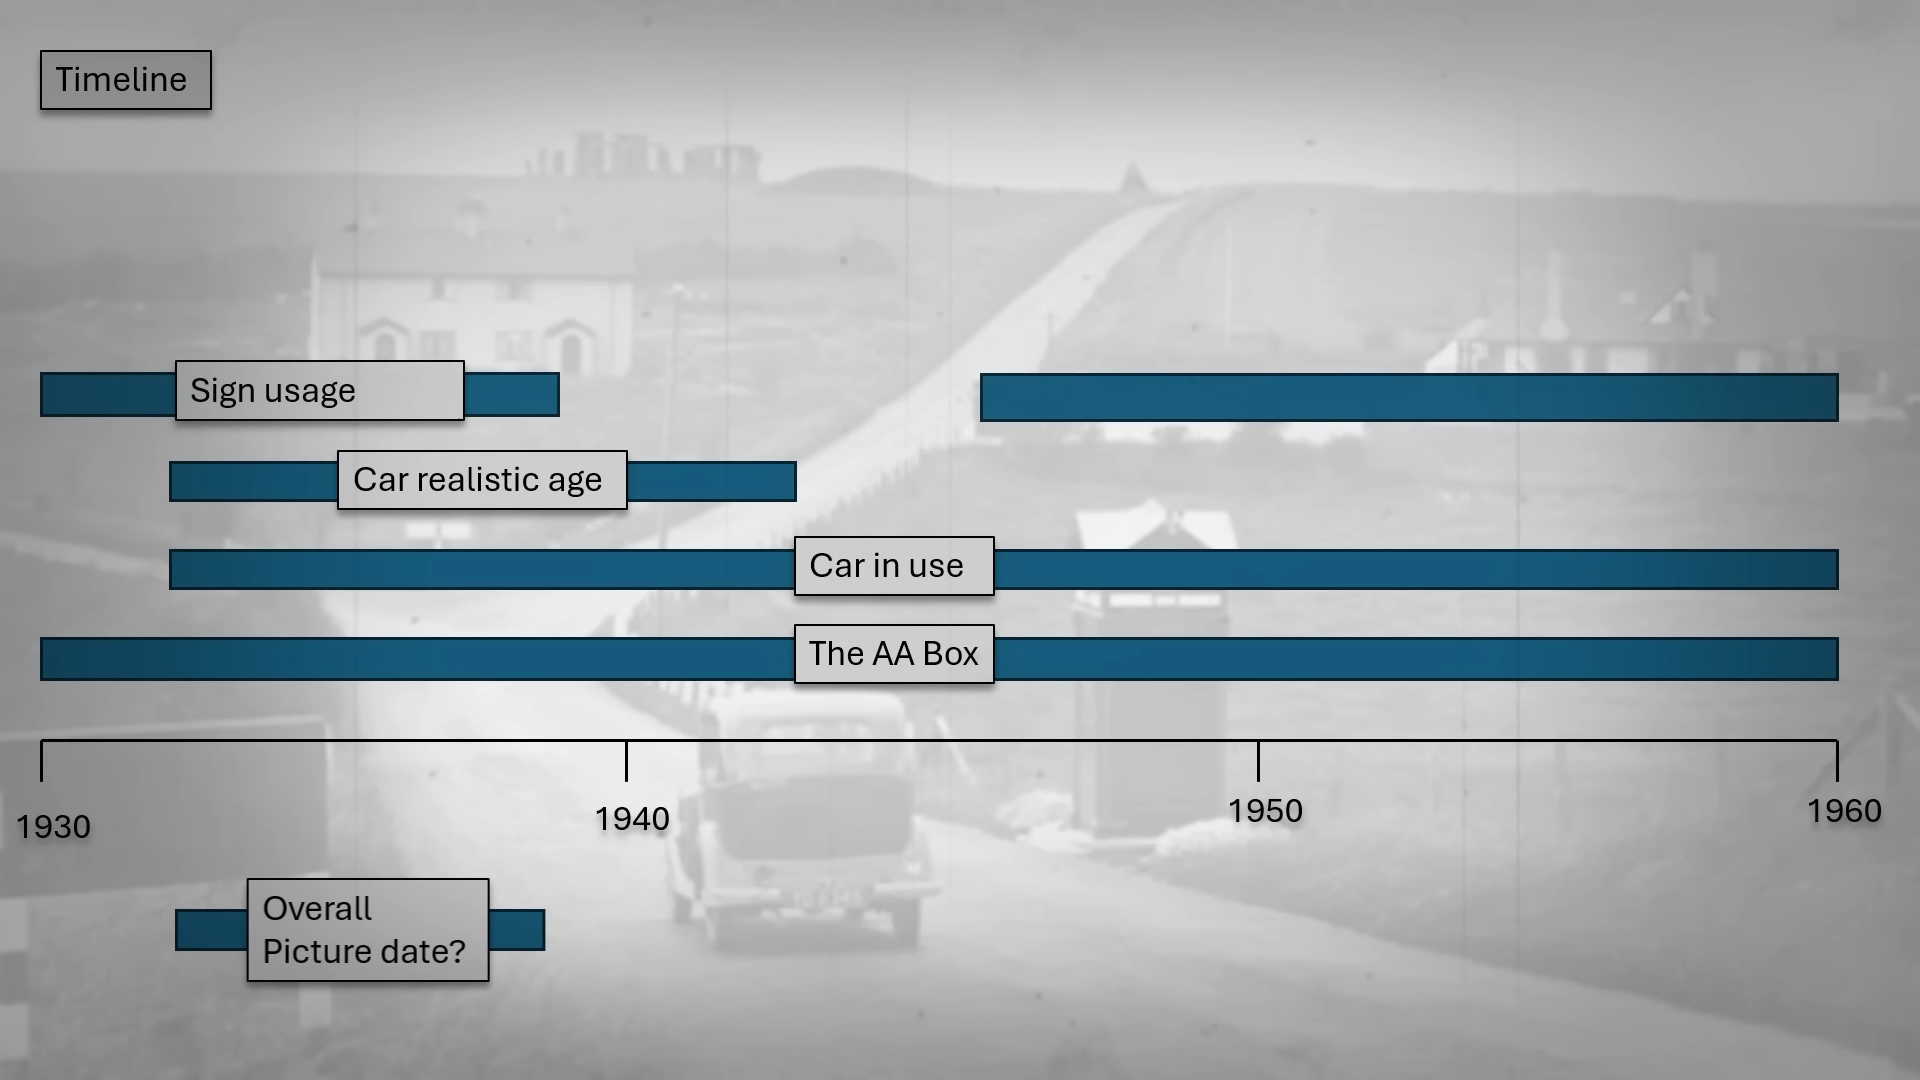 Timeline
Sign usage
Car realistic age
Car in use
The AA Box
1930
1940
1950
1960
Overall
Picture date?